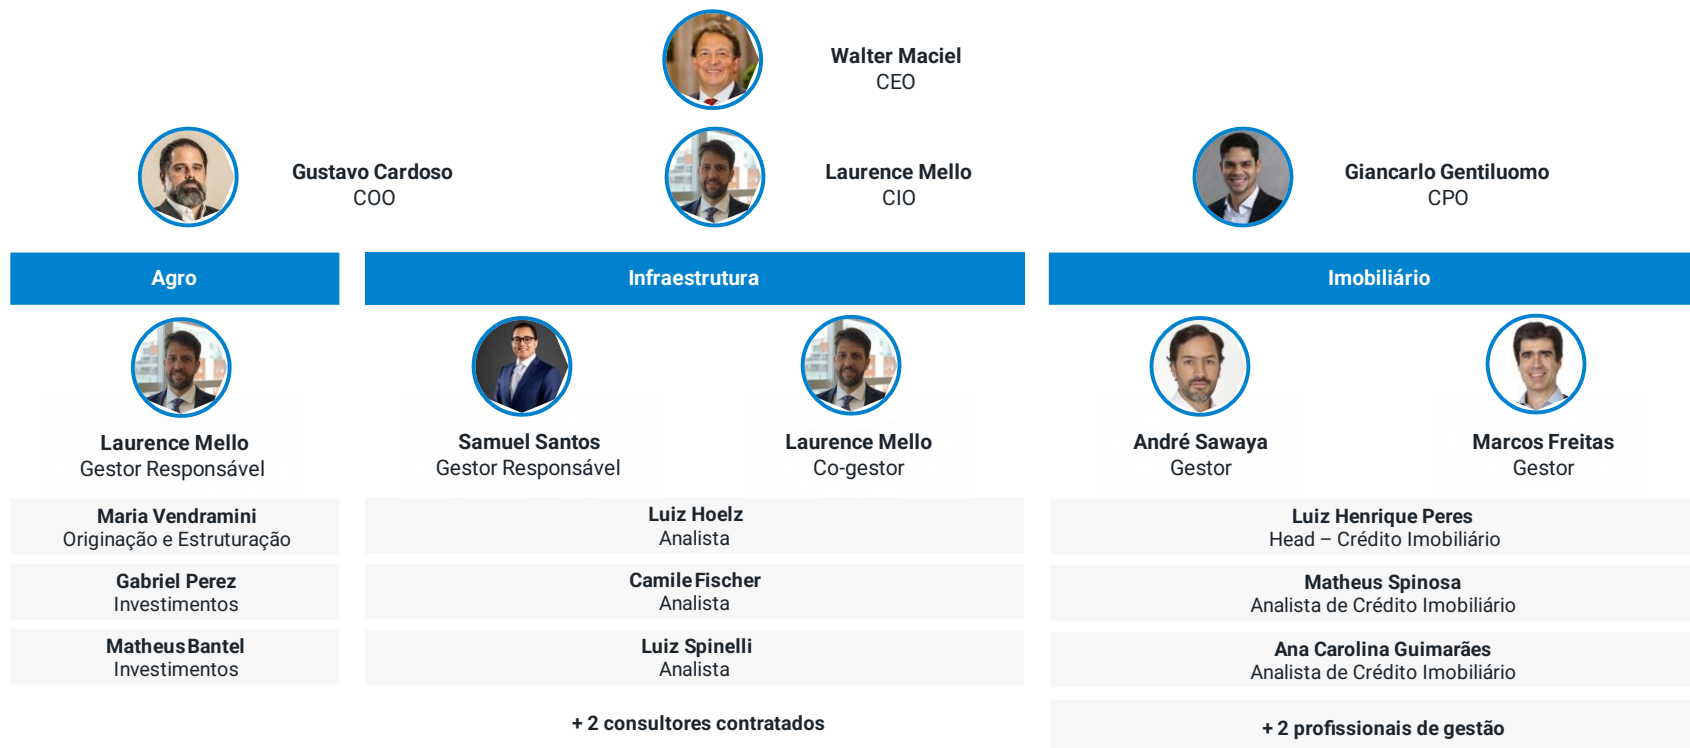 Walter Maciel
CEO
Gustavo Cardoso
COO
Laurence Mello
CIO
Giancarlo Gentiluomo
CPO
Agro
Laurence Mello
Gestor Responsável
Maria Vendramini
Originação e Estruturação
Gabriel Perez
Investimentos
Matheus Bantel
Investimentos
Infraestrutura
Samuel Santos
Gestor Responsável
Laurence Mello
Co-gestor
Luiz Hoelz
Analista
Camile Fischer
Analista
Luiz Spinelli
Analista
+ 2 consultores contratados
Imobiliário
André Sawaya
Gestor
Marcos Freitas
Gestor
Luiz Henrique Peres
Head – Crédito Imobiliário
Matheus Spinosa
Analista de Crédito Imobiliário
Ana Carolina Guimarães
Analista de Crédito Imobiliário
+ 2 profissionais de gestão